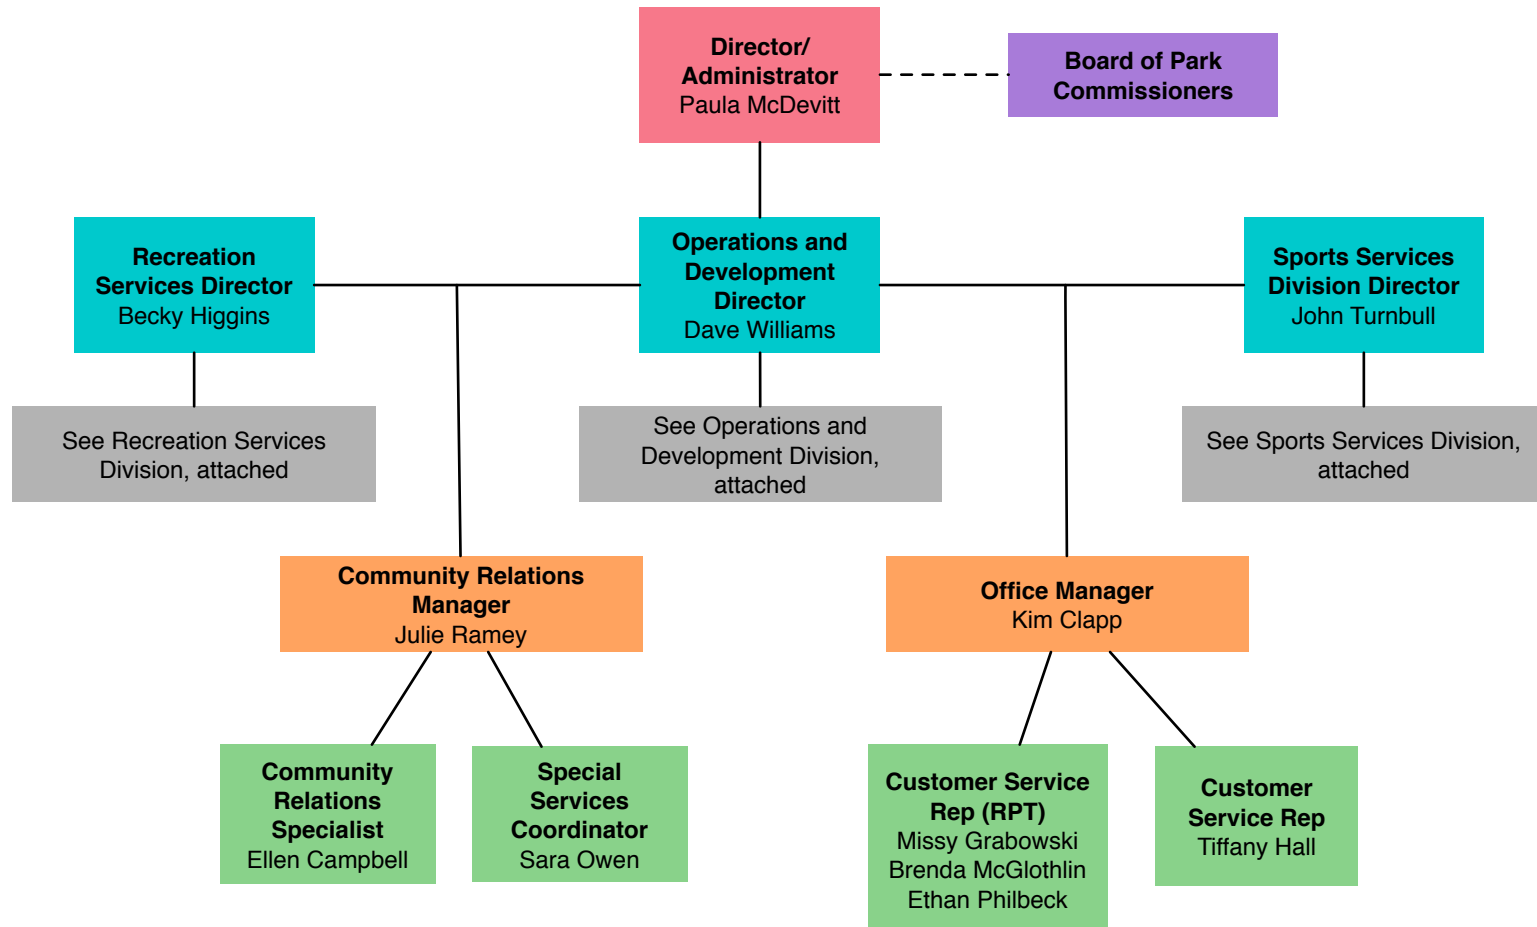 Director/
Administrator
Paula McDevitt
Board of Park
Commissioners
Recreation
Services Director
Becky Higgins
Operations and
Development
Director
Dave Williams
Sports Services
Division Director
John Turnbull
See Recreation Services
Division, attached
See Operations and
Development Division,
attached
See Sports Services Division,
attached
Community Relations
Manager
Julie Ramey
Office Manager
Kim Clapp
Community
Relations
Specialist
Ellen Campbell
Special
Services
Coordinator
Sara Owen
Customer Service
Rep (RPT)
Missy Grabowski
Brenda McGlothlin
Ethan Philbeck
Customer
Service Rep
Tiffany Hall